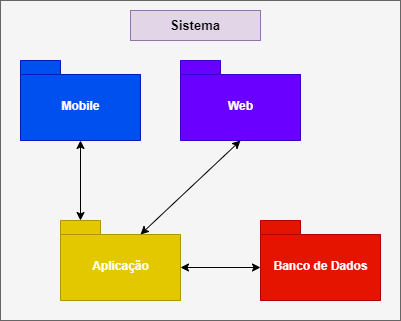 Sistema
Mobile
Web
Aplicação
Banco de Dados